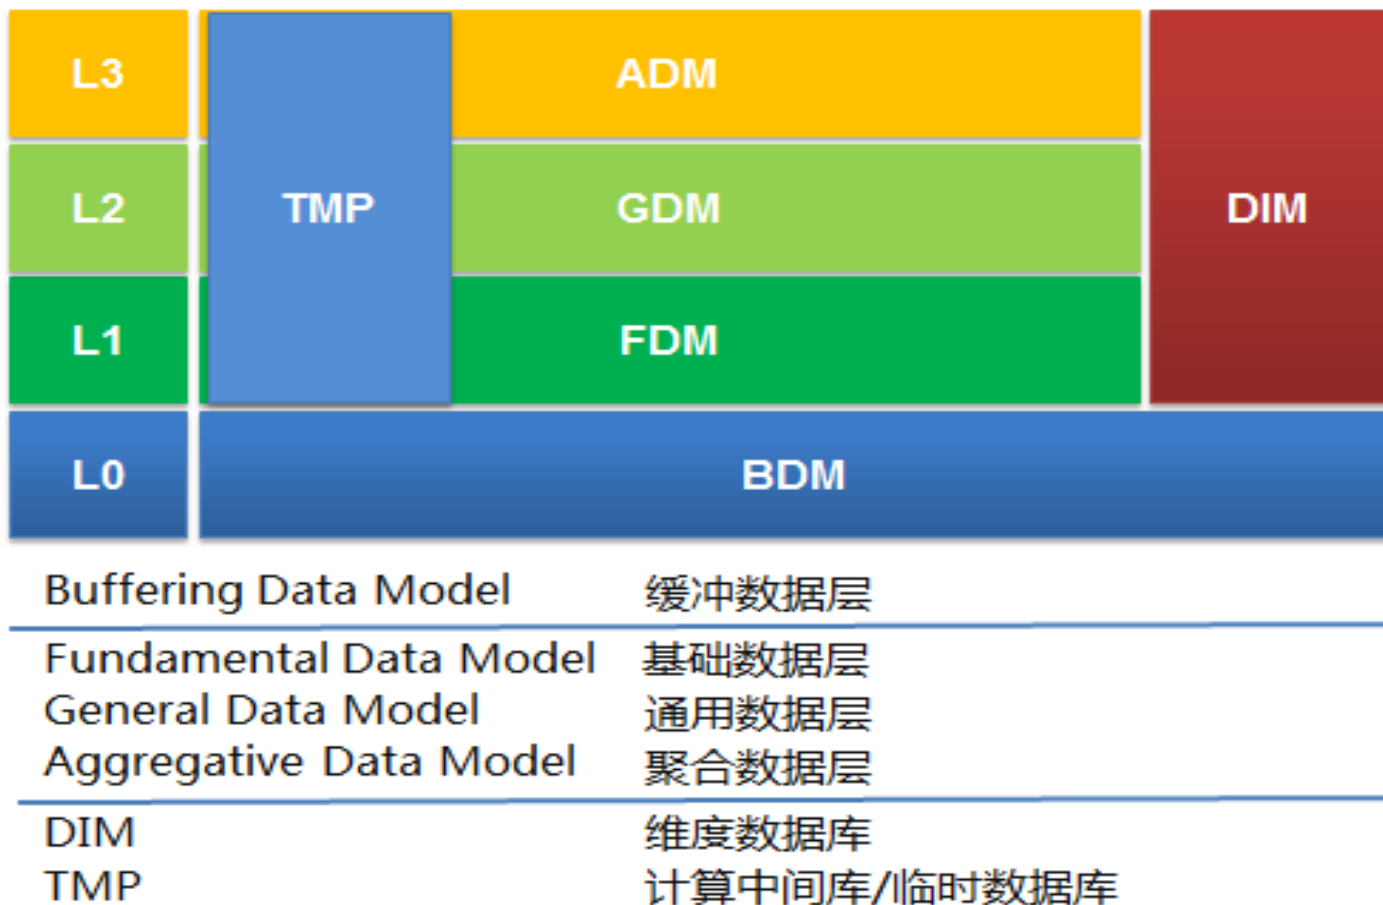 L3 ADM
L2 TMP GDM DIM
L1 FDM
L0 BDM
Buffering Data Model 缓冲数据层
Fundamental Data Model 基础数据层
General Data Model 通用数据层
Aggregative Data Model 聚合数据层
DIM 维度数据库
TMP 计算中间库/临时数据库